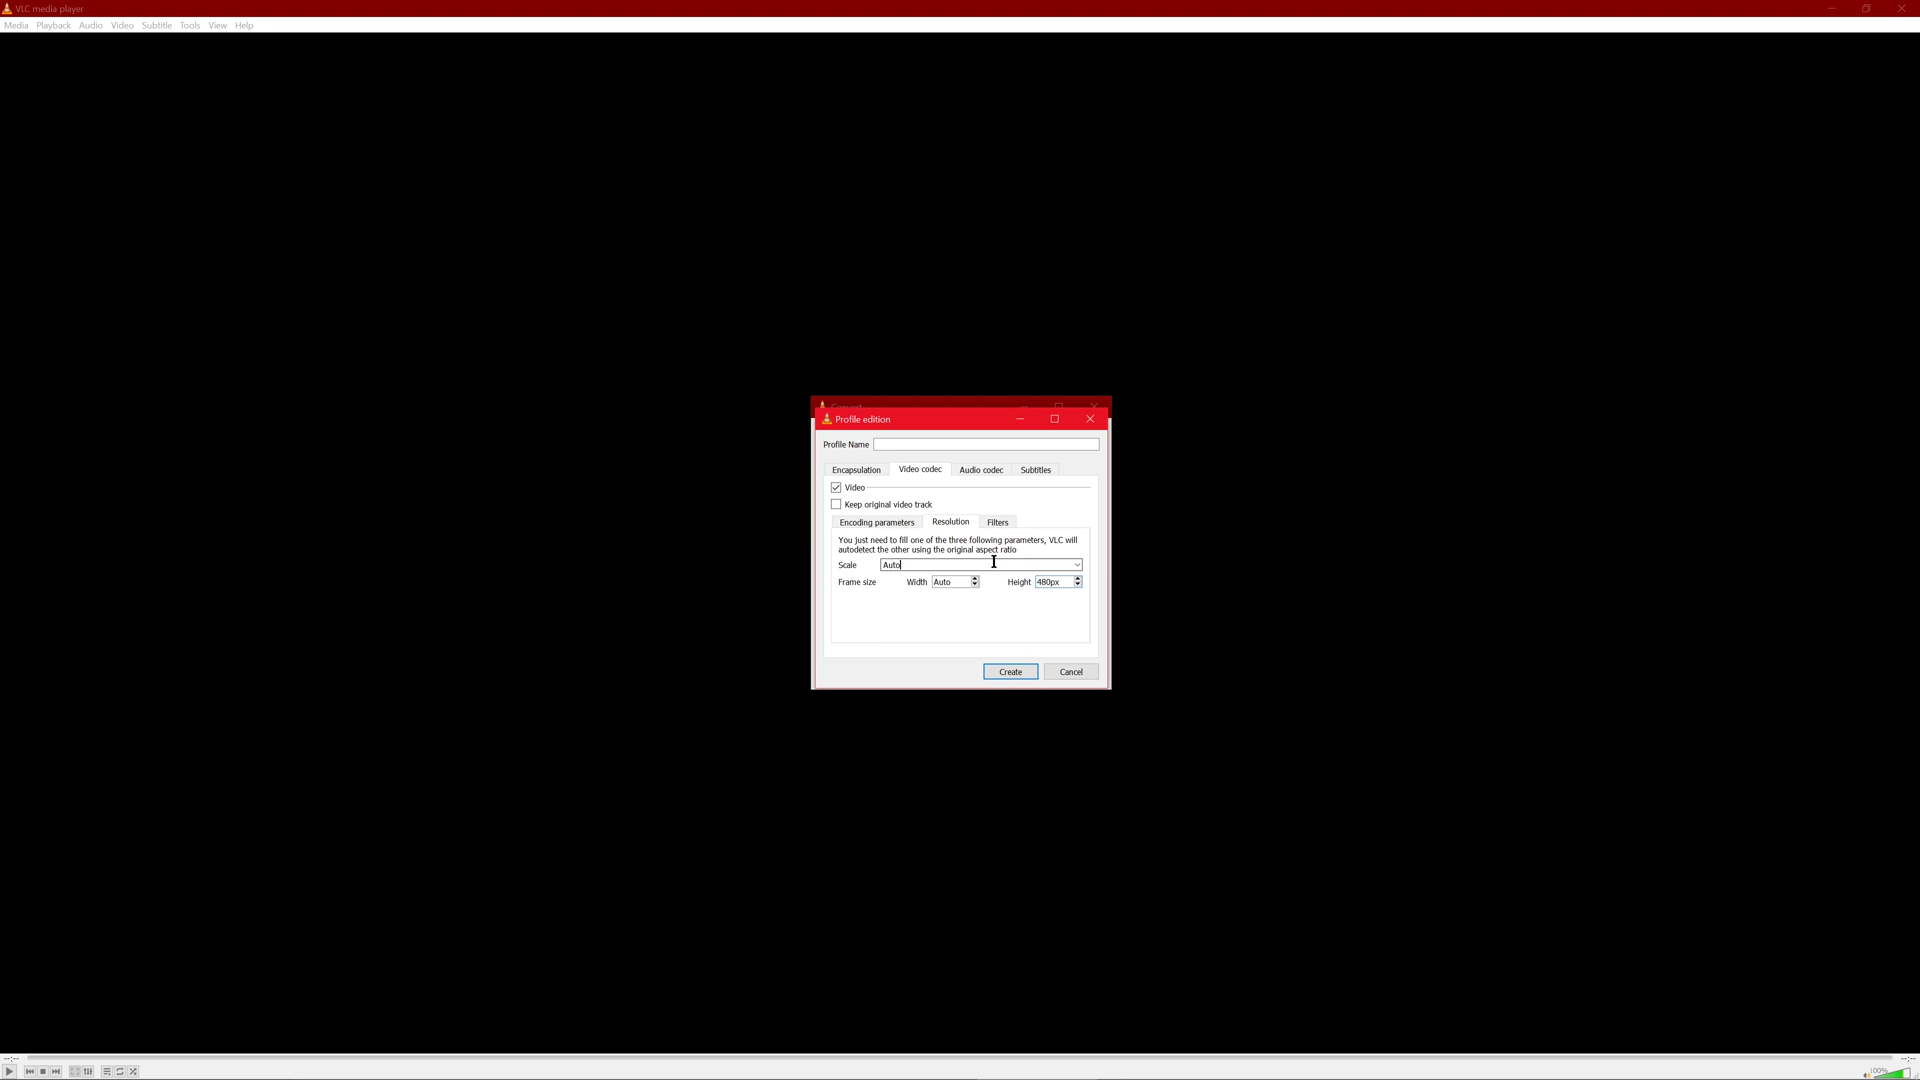 VLC media player
Media Playback Audio Video Subtitle Tools View Help
Convert
Profile edition
Profile Name
Encapsulation Video codec Audio codec Subtitles
Video
Keep original video track
Encoding parameters Resolution Filters
You just need to fill one of the three following parameters, VLC will
autodetect the other using the original aspect ratio
Scale Auto
Frame size Width Auto Height 480px
Create Cancel
--:-- --:--
100%